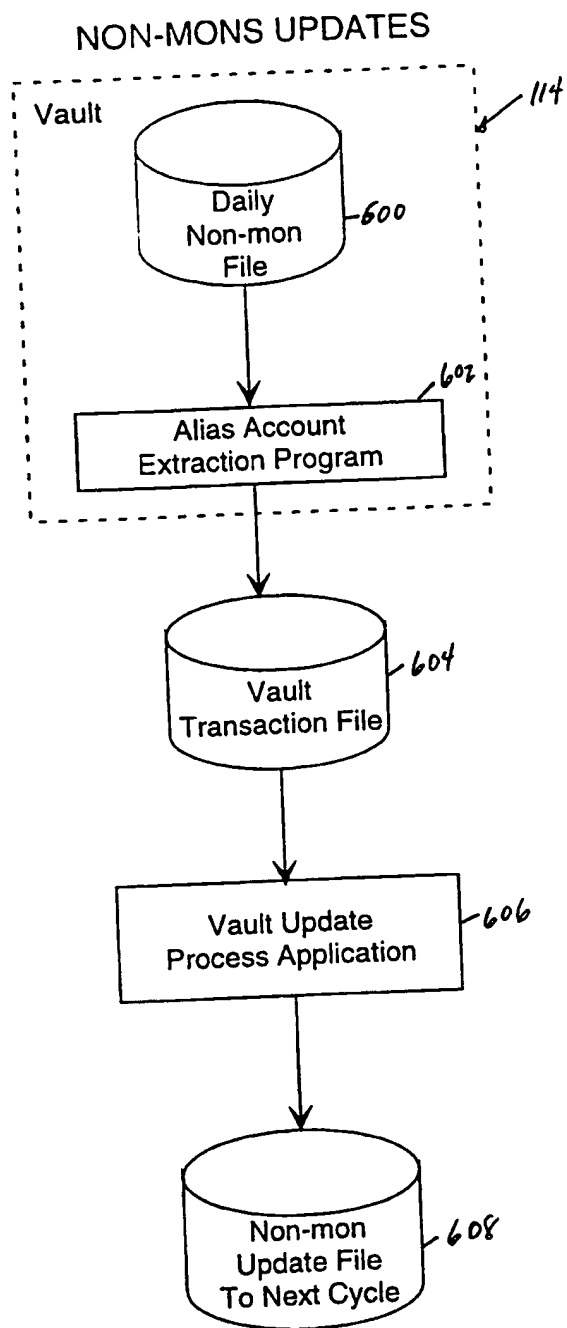 NON-MONS UPDATES
114
Vault
Daily
Non-mon
File
600
602
Alias Account
Extraction Program
604
Vault
Transaction File
Vault Update
Process Application
606
Non-mon
Update File
To Next Cycle
608